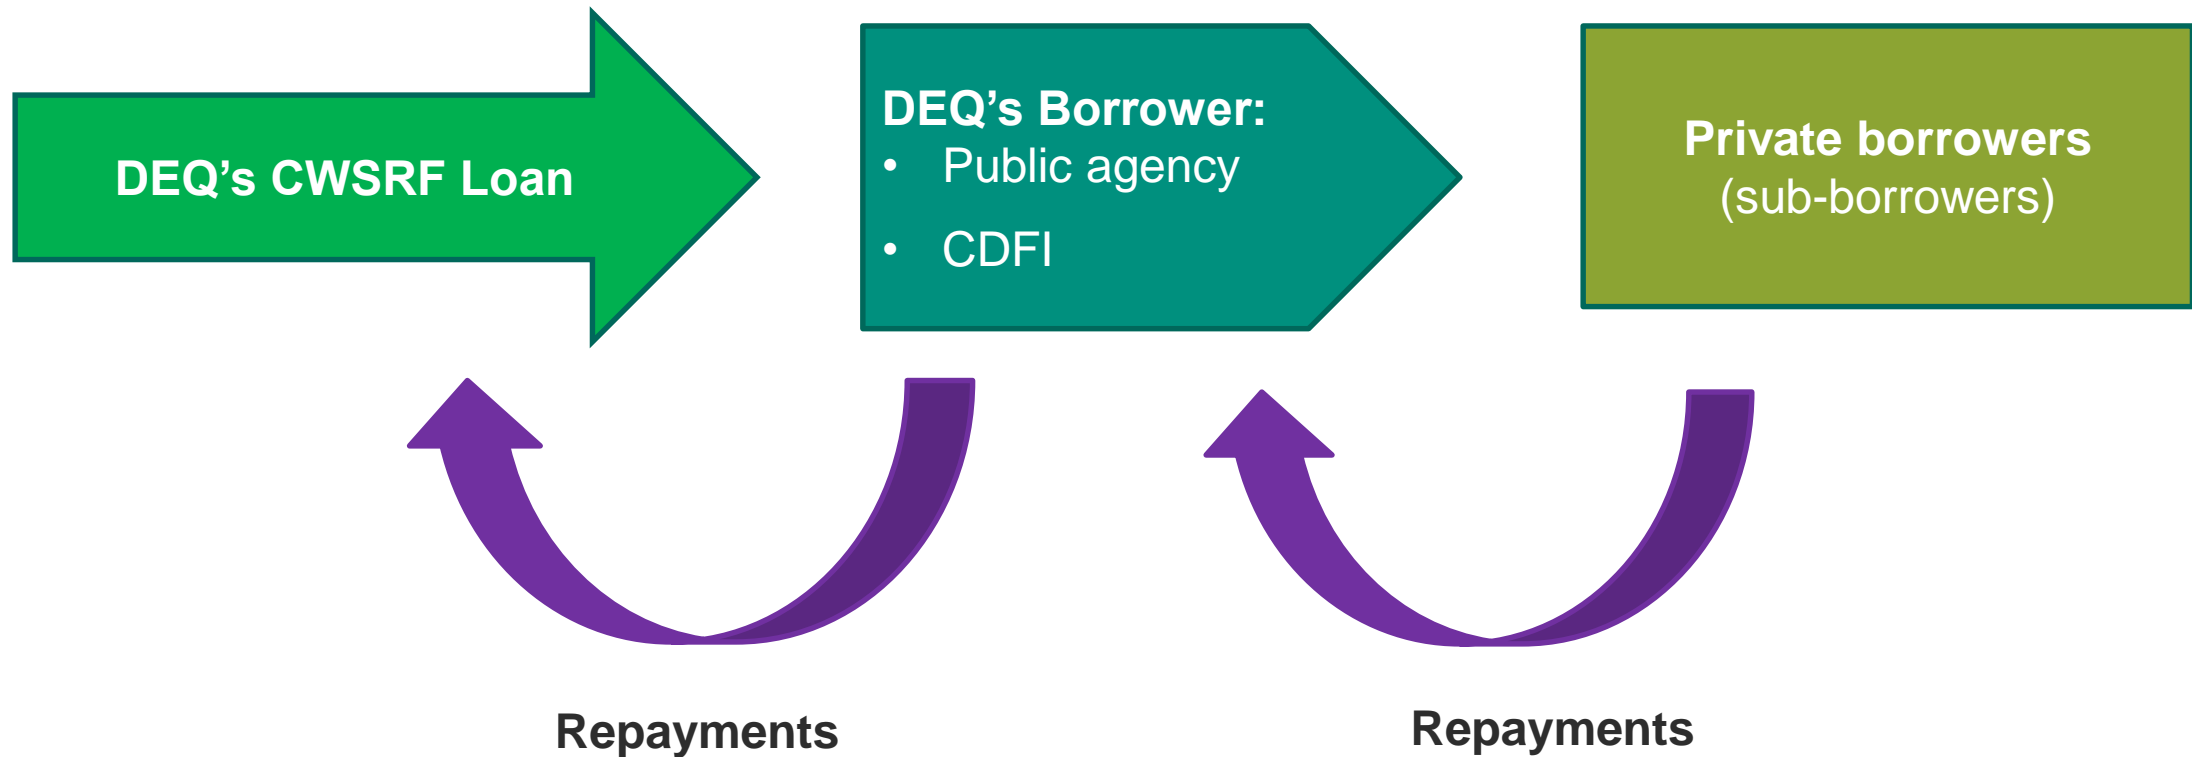 DEQ’s CWSRF Loan
DEQ’s Borrower:
• Public agency
• CDFI
Private borrowers
(sub-borrowers)
Repayments
Repayments